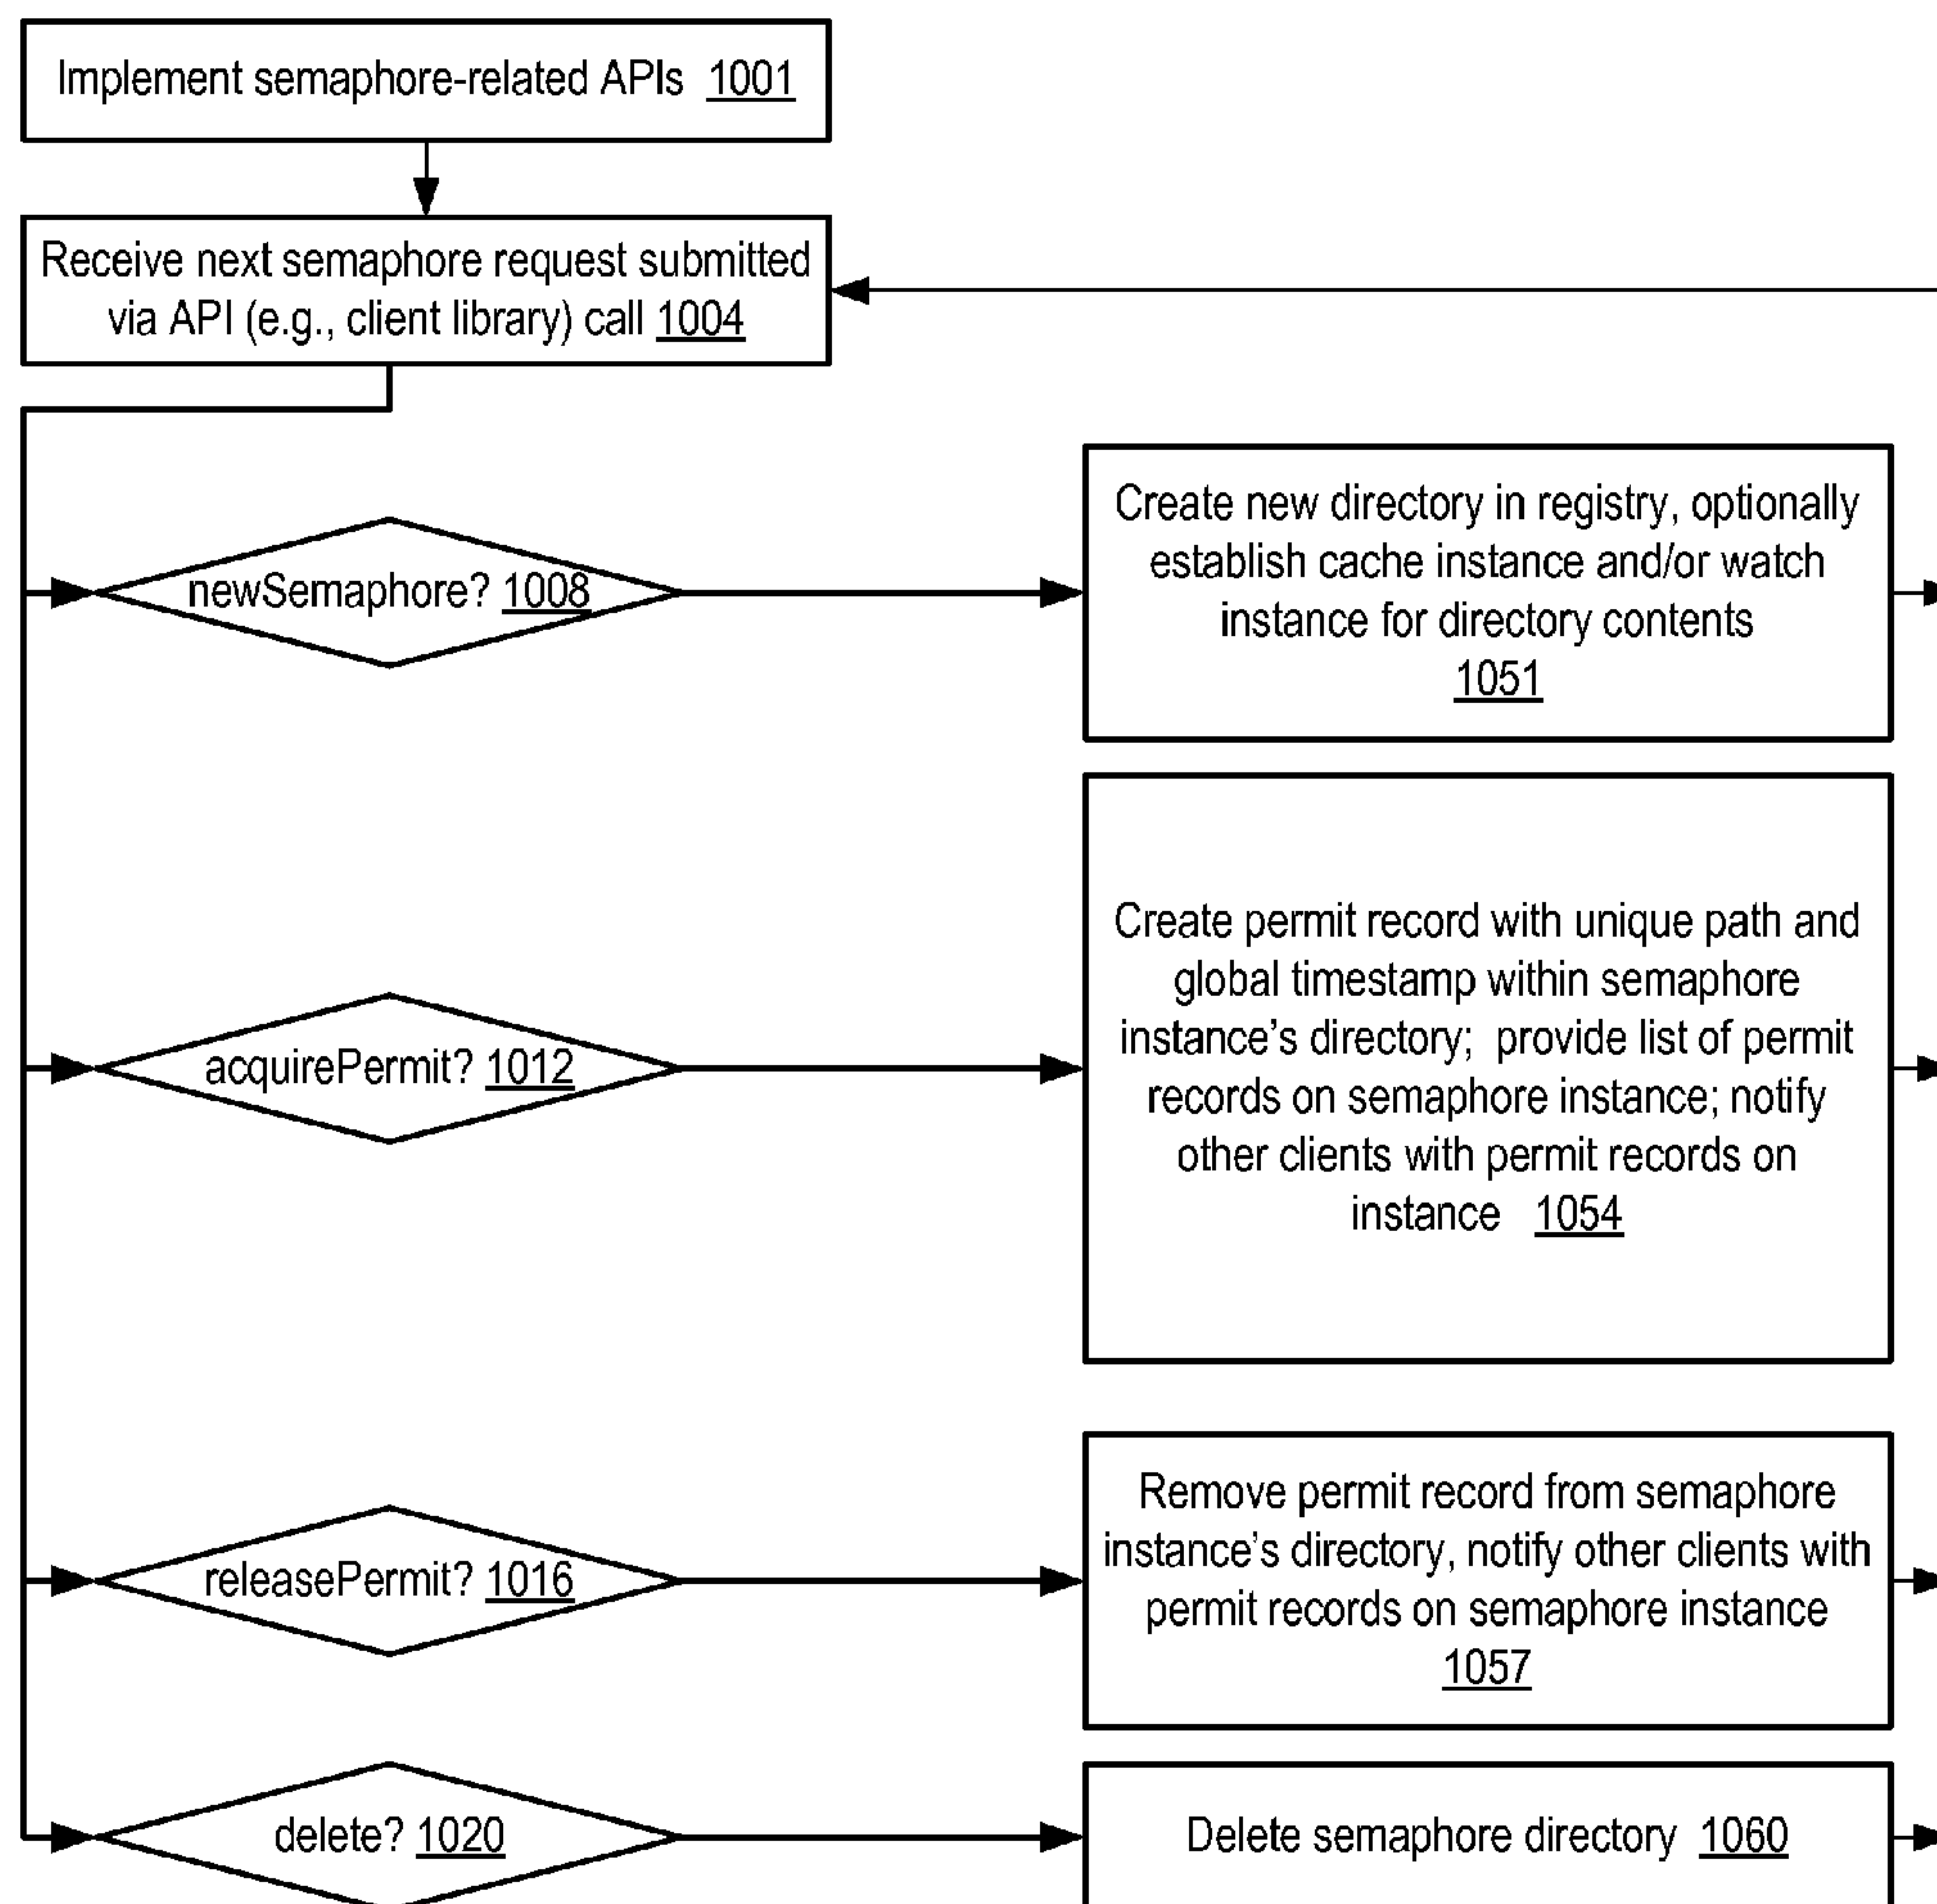 Implement semaphore-related APIs 1001
Receive next semaphore request submitted
via API (e.g., client library) call 1004
newSemaphore? 1008
Create new directory in registry, optionally
establish cache instance and/or watch
instance for directory contents
1051
acquirePermit? 1012
Create permit record with unique path and
global timestamp within semaphore
instance's directory; provide list of permit
records on semaphore instance; notify
other clients with permit records on
instance 1054
releasePermit? 1016
Remove permit record from semaphore
instance's directory, notify other clients with
permit records on semaphore instance
1057
delete? 1020
Delete semaphore directory 1060